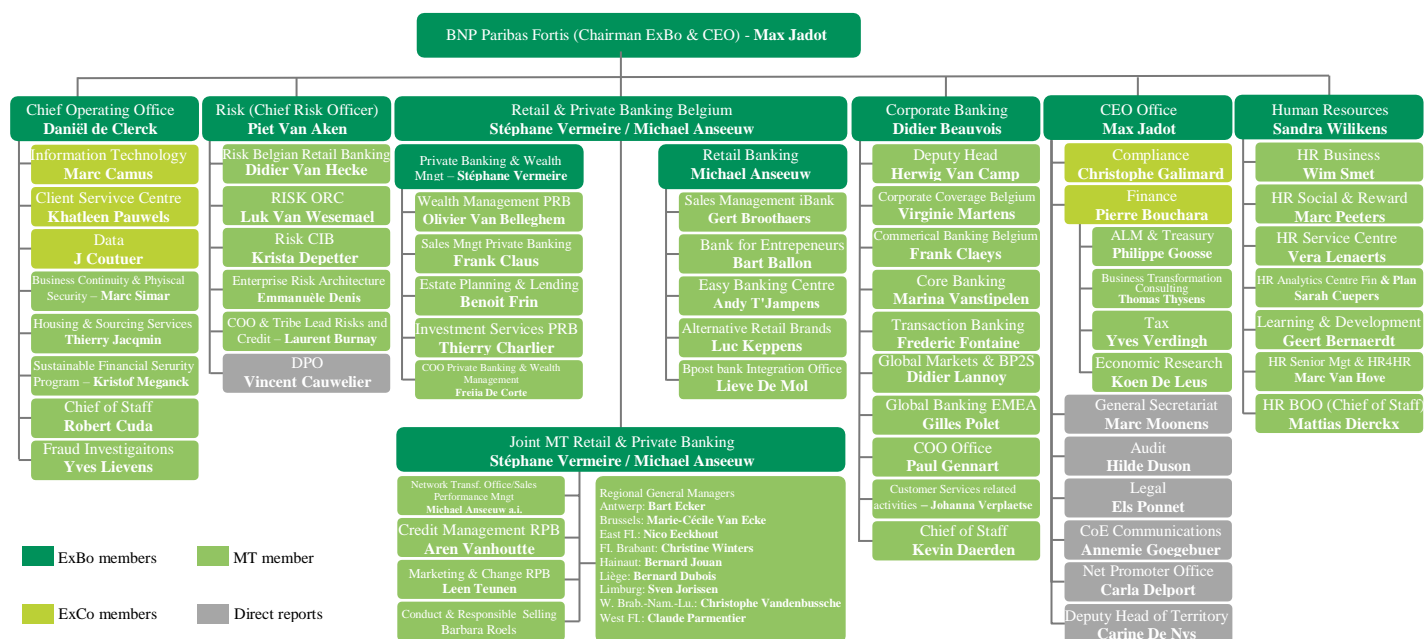 BNP Paribas Fortis (Chairman ExBo & CEO) - Max Jadot
Chief Operating Office
Daniël de Clerck
Information Technology
Marc Camus
Client Servivce Centre
Khatleen Pauwels
Data
J Coutuer
Business Continuity & Phyiscal
Security – Marc Simar
Housing & Sourcing Services
Thierry Jacqmin
Sustainable Financial Serurity
Program – Kristof Meganck
Chief of Staff
Robert Cuda
Fraud Investigaitons
Yves Lievens
Risk (Chief Risk Officer)
Piet Van Aken
Risk Belgian Retail Banking
Didier Van Hecke
RISK ORC
Luk Van Wesemael
Risk CIB
Krista Depetter
Enterprise Risk Architecture
Emmanuèle Denis
COO & Tribe Lead Risks and
Credit – Laurent Burnay
DPO
Vincent Cauwelier
Retail & Private Banking Belgium
Stéphane Vermeire / Michael Anseeuw
Private Banking & Wealth
Mngt – Stéphane Vermeire
Wealth Management PRB
Olivier Van Belleghem
Sales Mngt Private Banking
Frank Claus
Estate Planning & Lending
Benoit Frin
Investment Services PRB
Thierry Charlier
COO Private Banking & Wealth
Management
Freija De Corte
Retail Banking
Michael Anseeuw
Sales Management iBank
Gert Broothaers
Bank for Entrepeneurs
Bart Ballon
Easy Banking Centre
Andy T'Jampens
Alternative Retail Brands
Luc Keppens
Bpost bank Integration Office
Lieve De Mol
Joint MT Retail & Private Banking
Stéphane Vermeire / Michael Anseeuw
Network Transf. Office/Sales
Performance Mngt
Michael Anseeuw a.i.
Credit Management RPB
Aren Vanhoutte
Marketing & Change RPB
Leen Teunen
Conduct & Responsible Selling
Barbara Roels
Regional General Managers
Antwerp: Bart Ecker
Brussels: Marie-Cécile Van Ecke
East Fl.: Nico Eeckhout
Fl. Brabant: Christine Winters
Hainaut: Bernard Jouan
Liège: Bernard Dubois
Limburg: Sven Jorissen
W. Brab.-Nam.-Lu.: Christophe Vandenbussche
West Fl.: Claude Parmentier
Corporate Banking
Didier Beauvois
Deputy Head
Herwig Van Camp
Corporate Coverage Belgium
Virginie Martens
Commerical Banking Belgium
Frank Claeys
Core Banking
Marina Vanstipelen
Transaction Banking
Frederic Fontaine
Global Markets & BP2S
Didier Lannoy
Global Banking EMEA
Gilles Polet
COO Office
Paul Gennart
Customer Services related
activities – Johanna Verplaetse
Chief of Staff
Kevin Daerden
CEO Office
Max Jadot
Compliance
Christophe Galimard
Finance
Pierre Bouchara
ALM & Treasury
Philippe Goosse
Business Transformation
Consulting
Thomas Thysens
Tax
Yves Verdingh
Economic Research
Koen De Leus
General Secretariat
Marc Moonens
Audit
Hilde Duson
Legal
Els Ponnet
CoE Communications
Annemie Goegebuer
Net Promoter Office
Carla Delport
Deputy Head of Territory
Carine De Nys
Human Resources
Sandra Wilikens
HR Business
Wim Smet
HR Social & Reward
Marc Peeters
HR Service Centre
Vera Lenaerts
HR Analytics Centre Fin & Plan
Sarah Cuepers
Learning & Development
Geert Bernaerdt
HR Senior Mgt & HR4HR
Marc Van Hove
HR BOO (Chief of Staff)
Mattias Dierckx
ExBo members
MT member
ExCo members
Direct reports